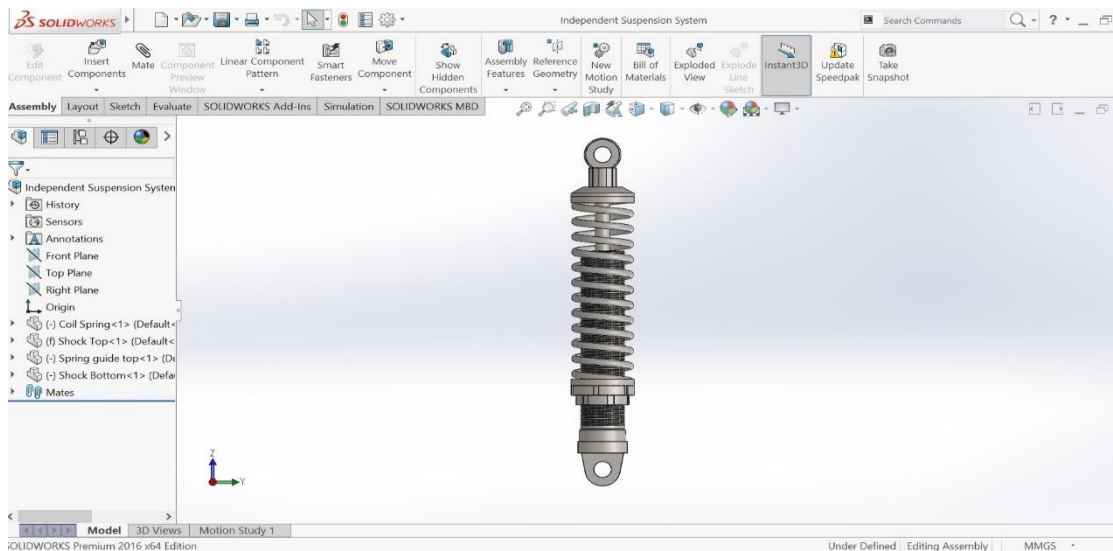 SOLIDWORKS
Independent Suspension System
Search Commands
?
Edit Component
Insert Components
Mate
Component Preview Window
Linear Component Pattern
Smart Fasteners
Move Component
Show Hidden Components
Assembly Features
Reference Geometry
New Motion Study
Bill of Materials
Exploded View
Explode Line Sketch
Instant3D
Update Speedpak
Take Snapshot
Assembly Layout Sketch Evaluate SOLIDWORKS Add-Ins Simulation SOLIDWORKS MBD
Independent Suspension System
History
Sensors
A Annotations
Front Plane
Top Plane
Right Plane
Origin
(-) Coil Spring<1> (Default<
(f) Shock Top<1> (Default<
(-) Spring guide top<1> (De
(-) Shock Bottom<1> (Defa
Mates
Z
Y
Model 3D Views Motion Study 1
SOLIDWORKS Premium 2016 x64 Edition
Under Defined Editing Assembly MMGS